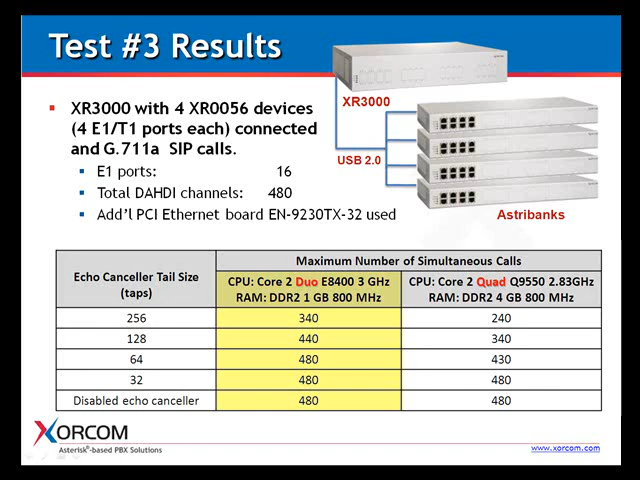 Test #3 Results
XR3000 with 4 XR0056 devices
(4 E1/T1 ports each) connected
and G.711a SIP calls.
E1 ports: 16
Total DAHDI channels: 480
Add'l PCI Ethernet board EN-9230TX-32 used
XR3000
USB 2.0
Astribanks
Echo Canceller Tail Size
(taps)
Maximum Number of Simultaneous Calls
CPU: Core 2 Duo E8400 3 GHz
RAM: DDR2 1 GB 800 MHz
CPU: Core 2 Quad Q9550 2.83GHz
RAM: DDR2 4 GB 800 MHz
256 340 240
128 440 340
64 480 430
32 480 480
Disabled echo canceller 480 480
XORCOM
Asterisk®-based PBX Solutions
www.xorcom.com